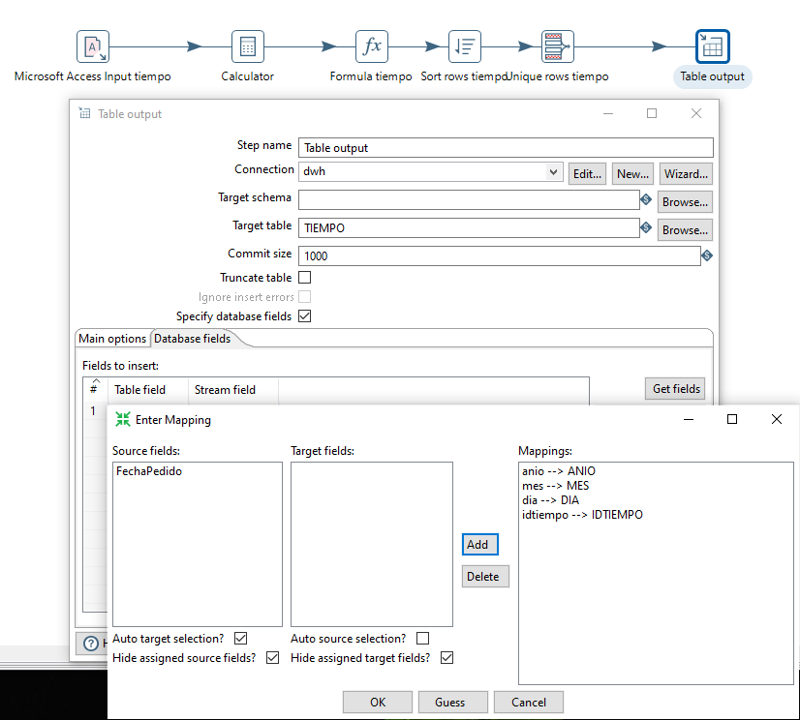 Microsoft Access Input tiempo
Calculator
Formula tiempo
Sort rows tiempo
Unique rows tiempo
Table output
Table output
Step name
Table output
Connection
dwh
Edit...
New...
Wizard...
Target schema
Browse...
Target table
TIEMPO
Browse...
Commit size
1000
Truncate table
Ignore insert errors
Specify database fields
Main options
Database fields
Fields to insert:
#
Table field
Stream field
Get fields
1
Enter Mapping
Source fields:
Target fields:
Mappings:
FechaPedido
anio --> ANIO
mes --> MES
dia --> DIA
idtiempo --> IDTIEMPO
Add
Delete
Auto target selection?
Auto source selection?
Hide assigned source fields?
Hide assigned target fields?
OK
Guess
Cancel